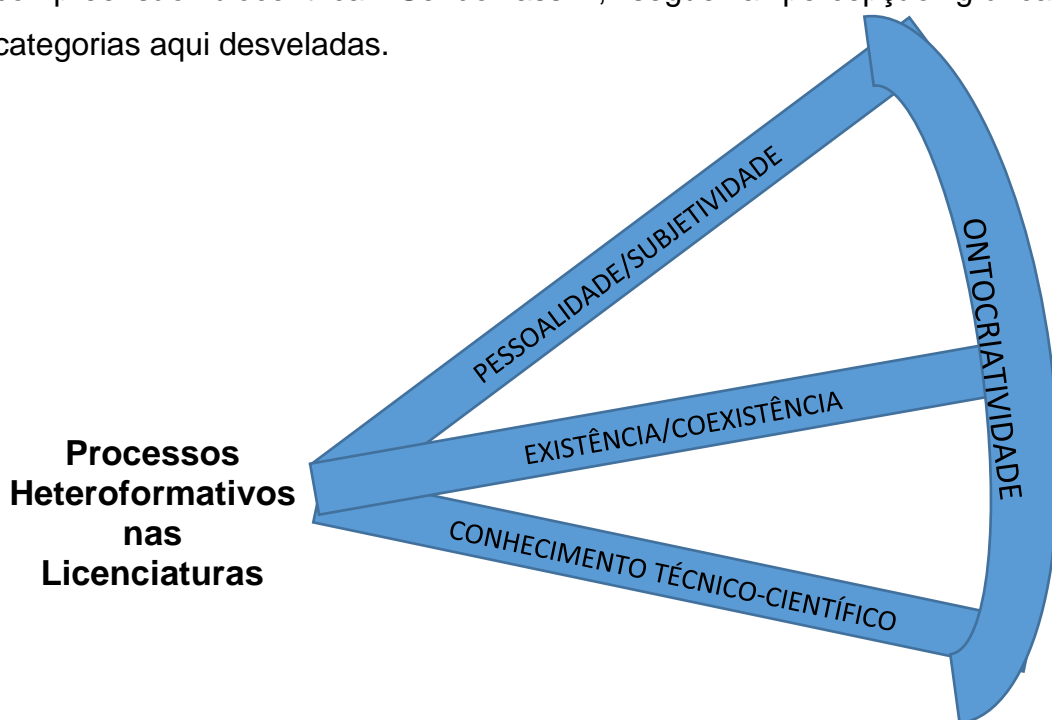 categorias aqui desveladas.
PESSOALIDADE/SUBJETIVIDADE
ONTOCRIATIVIDADE
EXISTÊNCIA/COEXISTÊNCIA
Processos
Heteroformativos
nas
Licenciaturas
CONHECIMENTO TÉCNICO-CIENTÍFICO